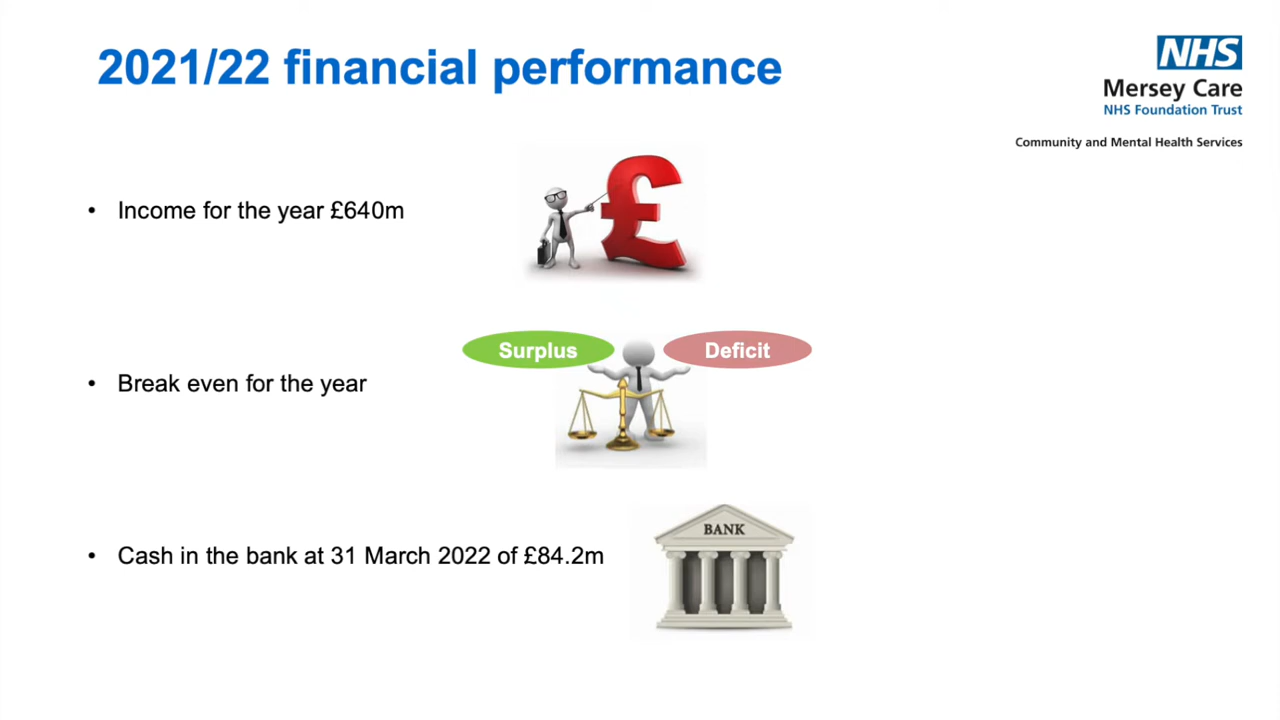 2021/22 financial performance
NHS
Mersey Care
NHS Foundation Trust
Community and Mental Health Services
• Income for the year £640m
Surplus
Deficit
• Break even for the year
BANK
• Cash in the bank at 31 March 2022 of £84.2m